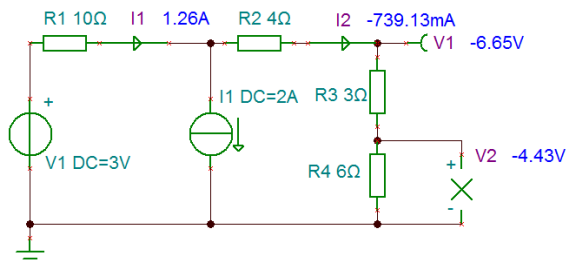 R1 10Ω I1 1.26A R2 4Ω I2 -739.13mA
V1 -6.65V
+ I1 DC=2A R3 3Ω
V1 DC=3V R4 6Ω + V2 -4.43V
-